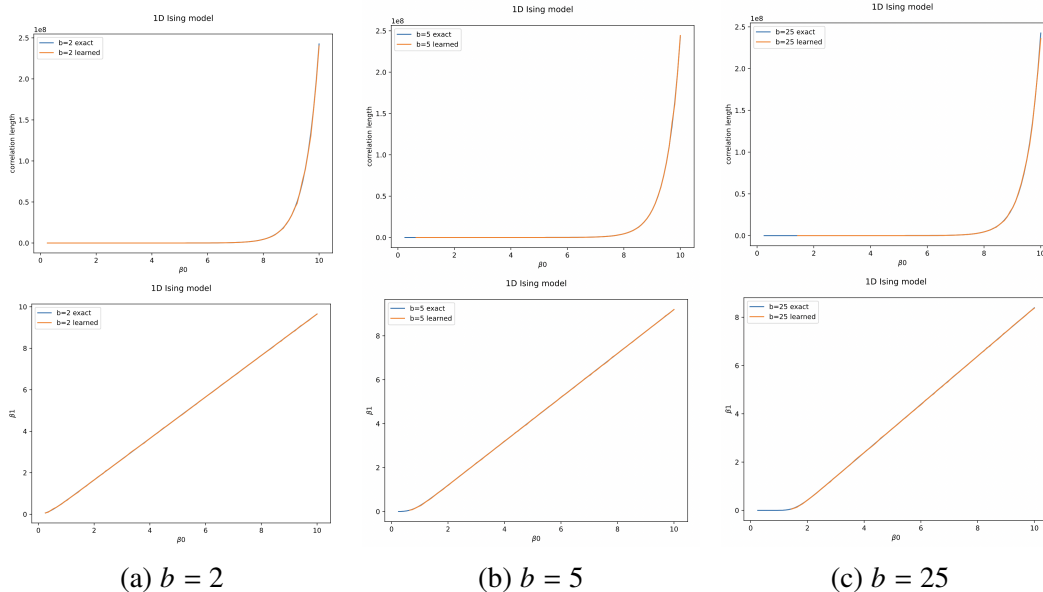 1D Ising model
1e8
b=2 exact
b=2 learned
2.5
2.0
1.5
1.0
0.5
0.0
correlation length
0 2 4 6 8 10
β0
1D Ising model
1e8
b=5 exact
b=5 learned
2.5
2.0
1.5
1.0
0.5
0.0
correlation length
0 2 4 6 8 10
β0
1D Ising model
1e8
b=25 exact
b=25 learned
2.5
2.0
1.5
1.0
0.5
0.0
correlation length
0 2 4 6 8 10
β0
1D Ising model
b=2 exact
b=2 learned
10
8
6
4
2
0
β1
0 2 4 6 8 10
β0
1D Ising model
b=5 exact
b=5 learned
8
6
4
2
0
β1
0 2 4 6 8 10
β0
1D Ising model
b=25 exact
b=25 learned
8
6
4
2
0
β1
0 2 4 6 8 10
β0
(a) b = 2
(b) b = 5
(c) b = 25